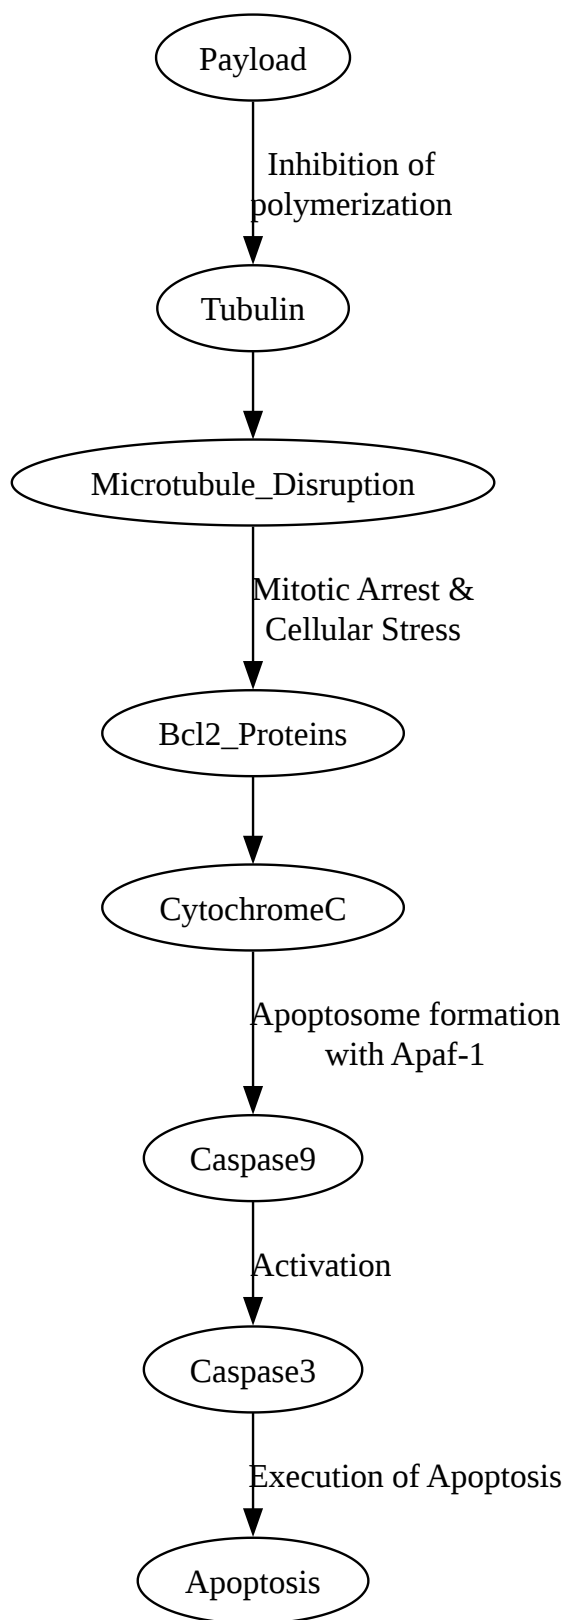 Payload
Inhibition of
polymerization
Tubulin
Microtubule_Disruption
Mitotic Arrest &
Cellular Stress
Bcl2_Proteins
CytochromeC
Apoptosome formation
with Apaf-1
Caspase9
Activation
Caspase3
Execution of Apoptosis
Apoptosis